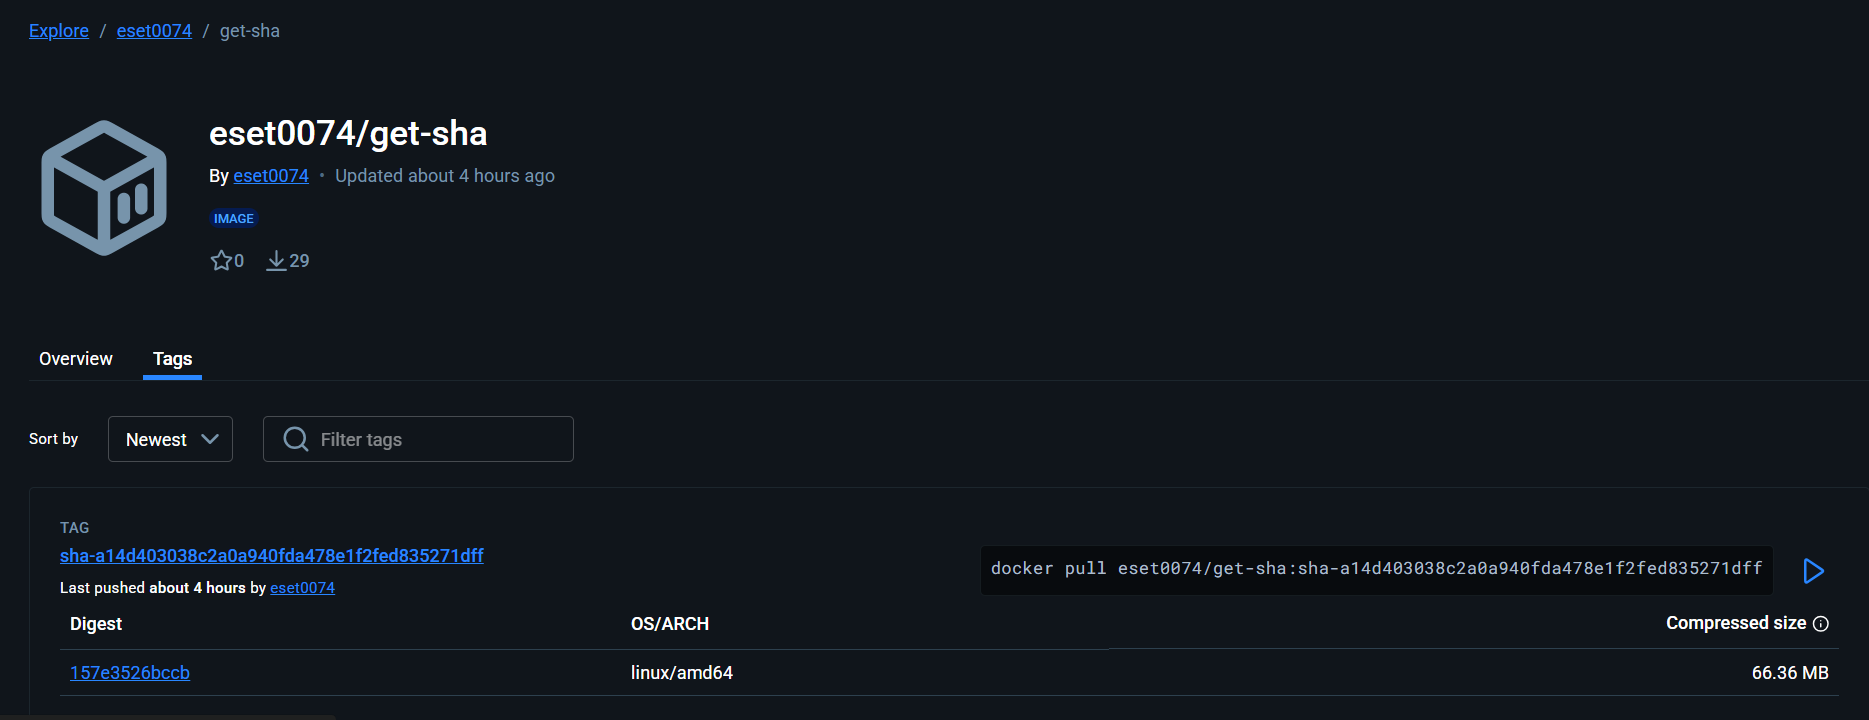 Explore / eset0074 / get-sha
eset0074/get-sha
By eset0074 • Updated about 4 hours ago
IMAGE
0 29
Overview Tags
Sort by Newest Filter tags
TAG
sha-a14d403038c2a0a940fda478e1f2fed835271dff
docker pull eset0074/get-sha:sha-a14d403038c2a0a940fda478e1f2fed835271dff
Last pushed about 4 hours by eset0074
Digest OS/ARCH Compressed size
157e3526bccb linux/amd64 66.36 MB